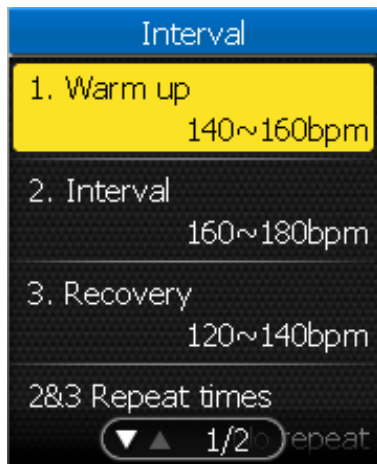 Interval
1. Warm up
140~160bpm
2. Interval
160~180bpm
3. Recovery
120~140bpm
2&3 Repeat times
1/2 repeat